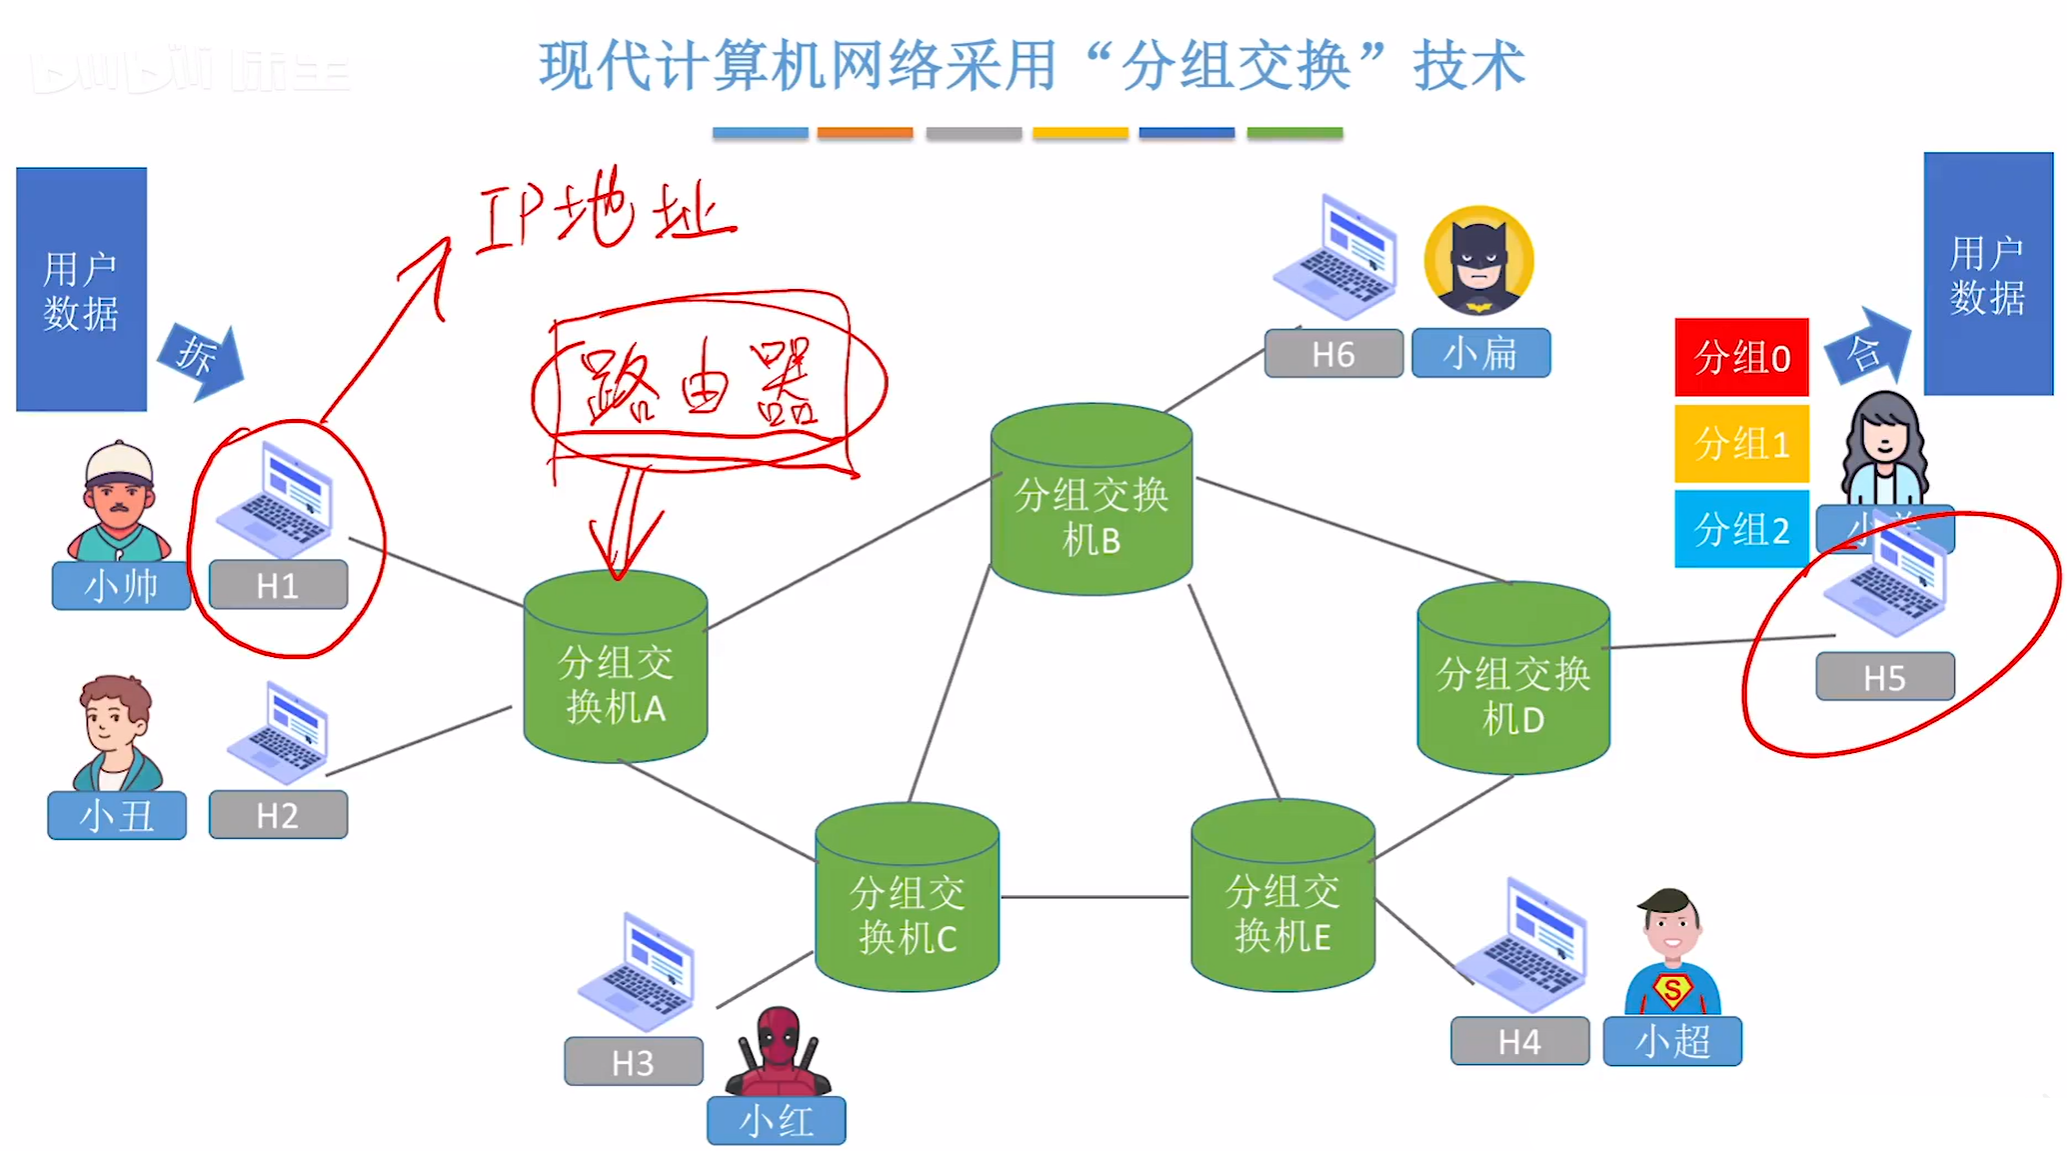 现代计算机网络采用“分组交换”技术
用户
数据
拆
IP地址
路由器
H6
小扁
分组0
分组1
分组2
合
用户
数据
小帅
H1
分组交换
机B
小美
H5
分组交
换机A
分组交换
机D
小丑
H2
分组交
换机C
分组交
换机E
H3
小红
H4
S
小超